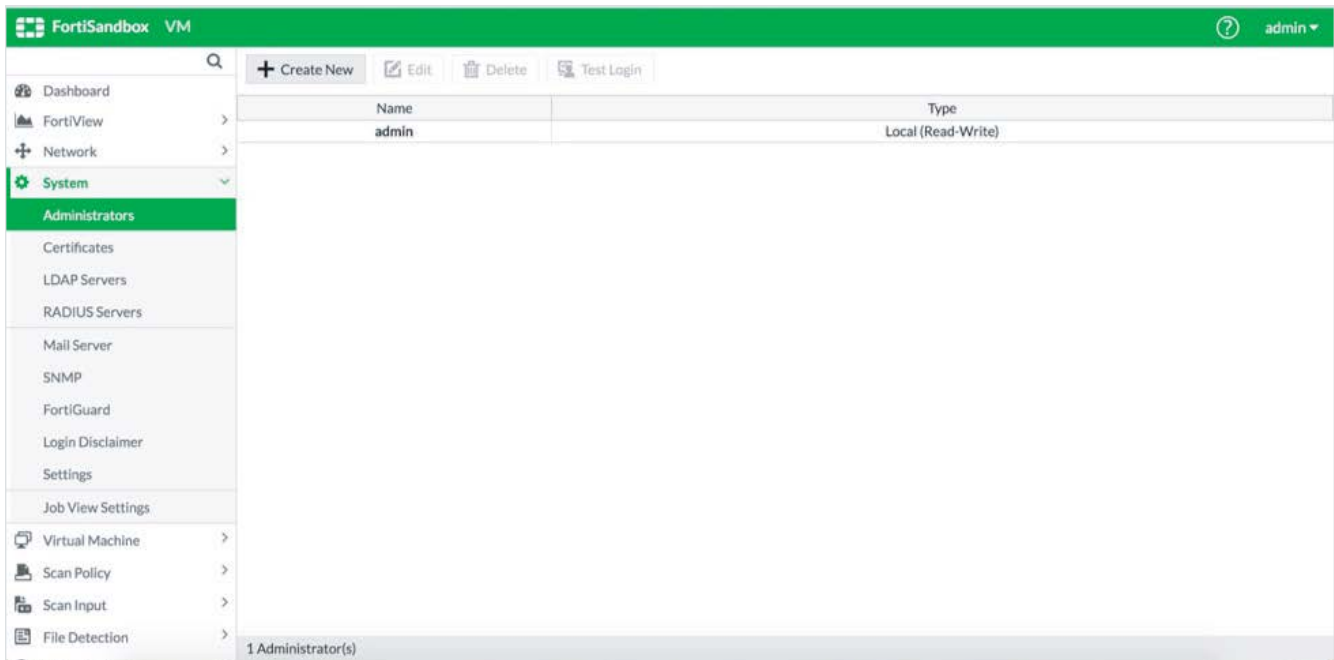 FortiSandbox VM
admin
Dashboard
FortiView
Network
System
Administrators
Certificates
LDAP Servers
RADIUS Servers
Mail Server
SNMP
FortiGuard
Login Disclaimer
Settings
Job View Settings
Virtual Machine
Scan Policy
Scan Input
File Detection
Create New Edit Delete Test Login
Name Type
admin Local (Read-Write)
1 Administrator(s)